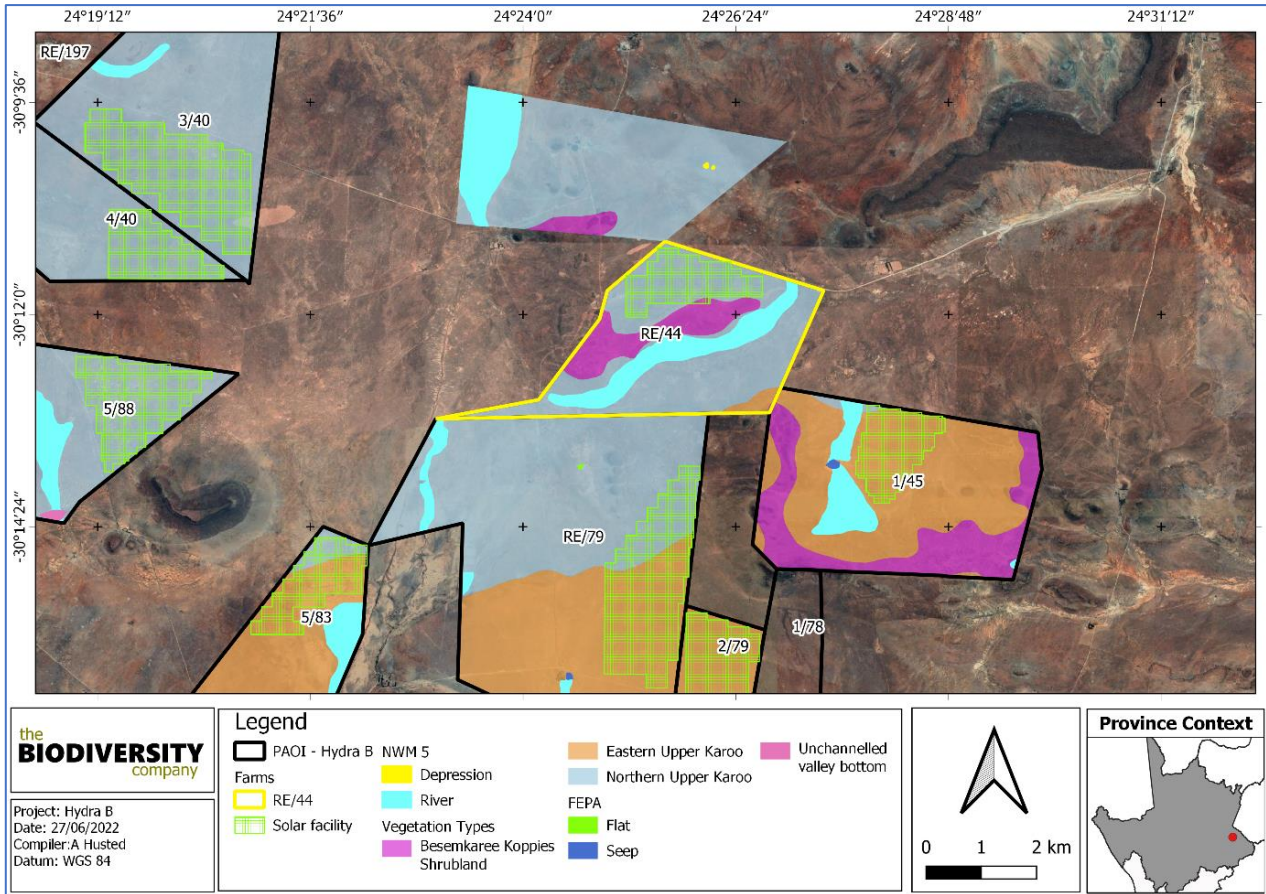 24°19′12″ 24°21′36″ 24°24′0″ 24°26′24″ 24°28′48″ 24°31′12″
-30°9′36″
-30°12′0″
-30°14′24″
RE/197
3/40
4/40
RE/44
5/88
1/45
RE/79
5/83
2/79
1/78
the
BIODIVERSITY
company
Project: Hydra B
Date: 27/06/2022
Compiler:A Husted
Datum: WGS 84
Legend
PAOI - Hydra B
Farms
RE/44
Solar facility
NWM 5
Depression
River
Vegetation Types
Besemkaree Koppies
Shrubland
Eastern Upper Karoo
Northern Upper Karoo
FEPA
Flat
Seep
Unchannelled
valley bottom
0 1 2 km
Province Context